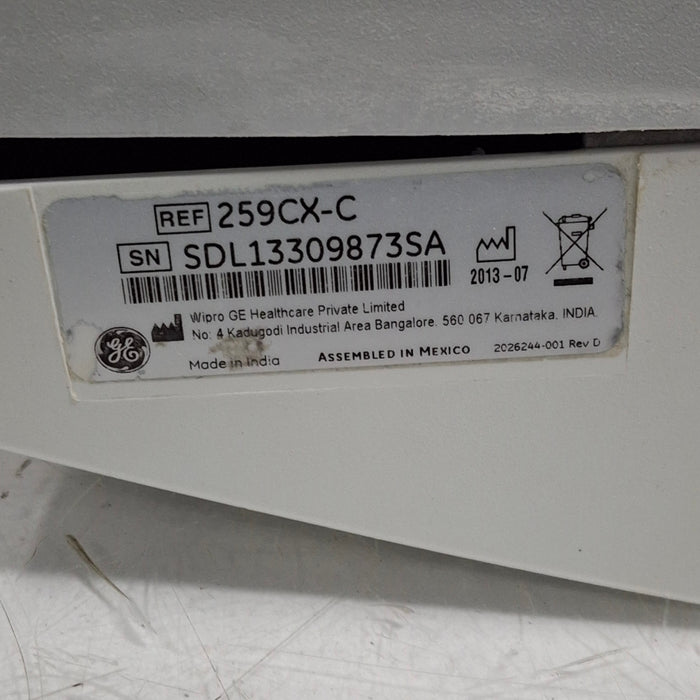 REF 259CX-C
SN SDL13309873SA
2013-07
Wipro GE Healthcare Private Limited
No: 4 Kadugodi Industrial Area Bangalore. 560 067 Karnataka. INDIA.
GE
Made in India ASSEMBLED IN MEXICO 2026244-001 Rev D